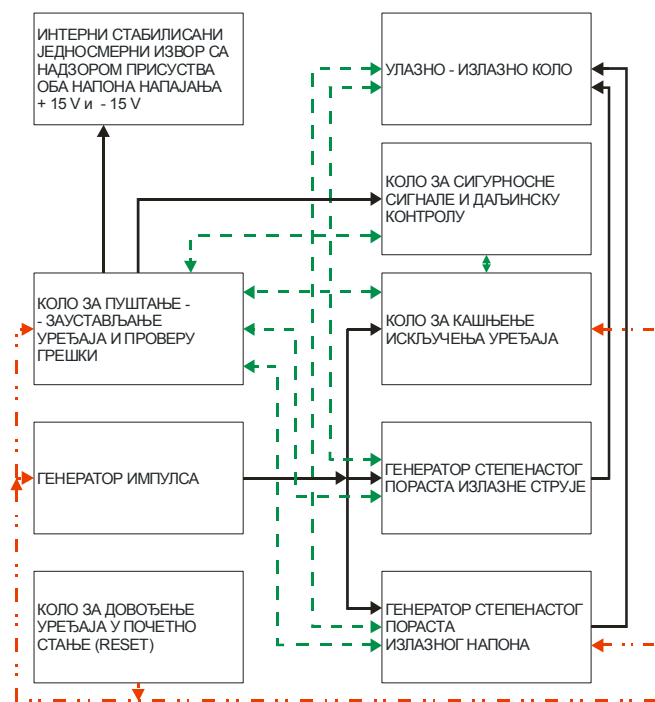 ИНТЕРНИ СТАБИЛИСАНИ
ЈЕДНОСМЕРНИ ИЗВОР СА
НАДЗОРОМ ПРИСУСТВА
ОБА НАПОНА НАПАЈАЊА
+ 15 V и - 15 V
УЛАЗНО - ИЗЛАЗНО КОЛО
КОЛО ЗА СИГУРНОСНЕ
СИГНАЛЕ И ДАЉИНСКУ
КОНТРОЛУ
КОЛО ЗА ПУШТАЊЕ -
- ЗАУСТАВЉАЊЕ
УРЕЂАЈА И ПРОВЕРУ
ГРЕШКИ
КОЛО ЗА КАШЊЕЊЕ
ИСКЉУЧЕЊА УРЕЂАЈА
ГЕНЕРАТОР ИМПУЛСА
ГЕНЕРАТОР СТЕПЕНАСТОГ
ПОРАСТА ИЗЛАЗНЕ СТРУЈЕ
КОЛО ЗА ДОВОЂЕЊЕ
УРЕЂАЈА У ПОЧЕТНО
СТАЊЕ (RESET)
ГЕНЕРАТОР СТЕПЕНАСТОГ
ПОРАСТА
ИЗЛАЗНОГ НАПОНА